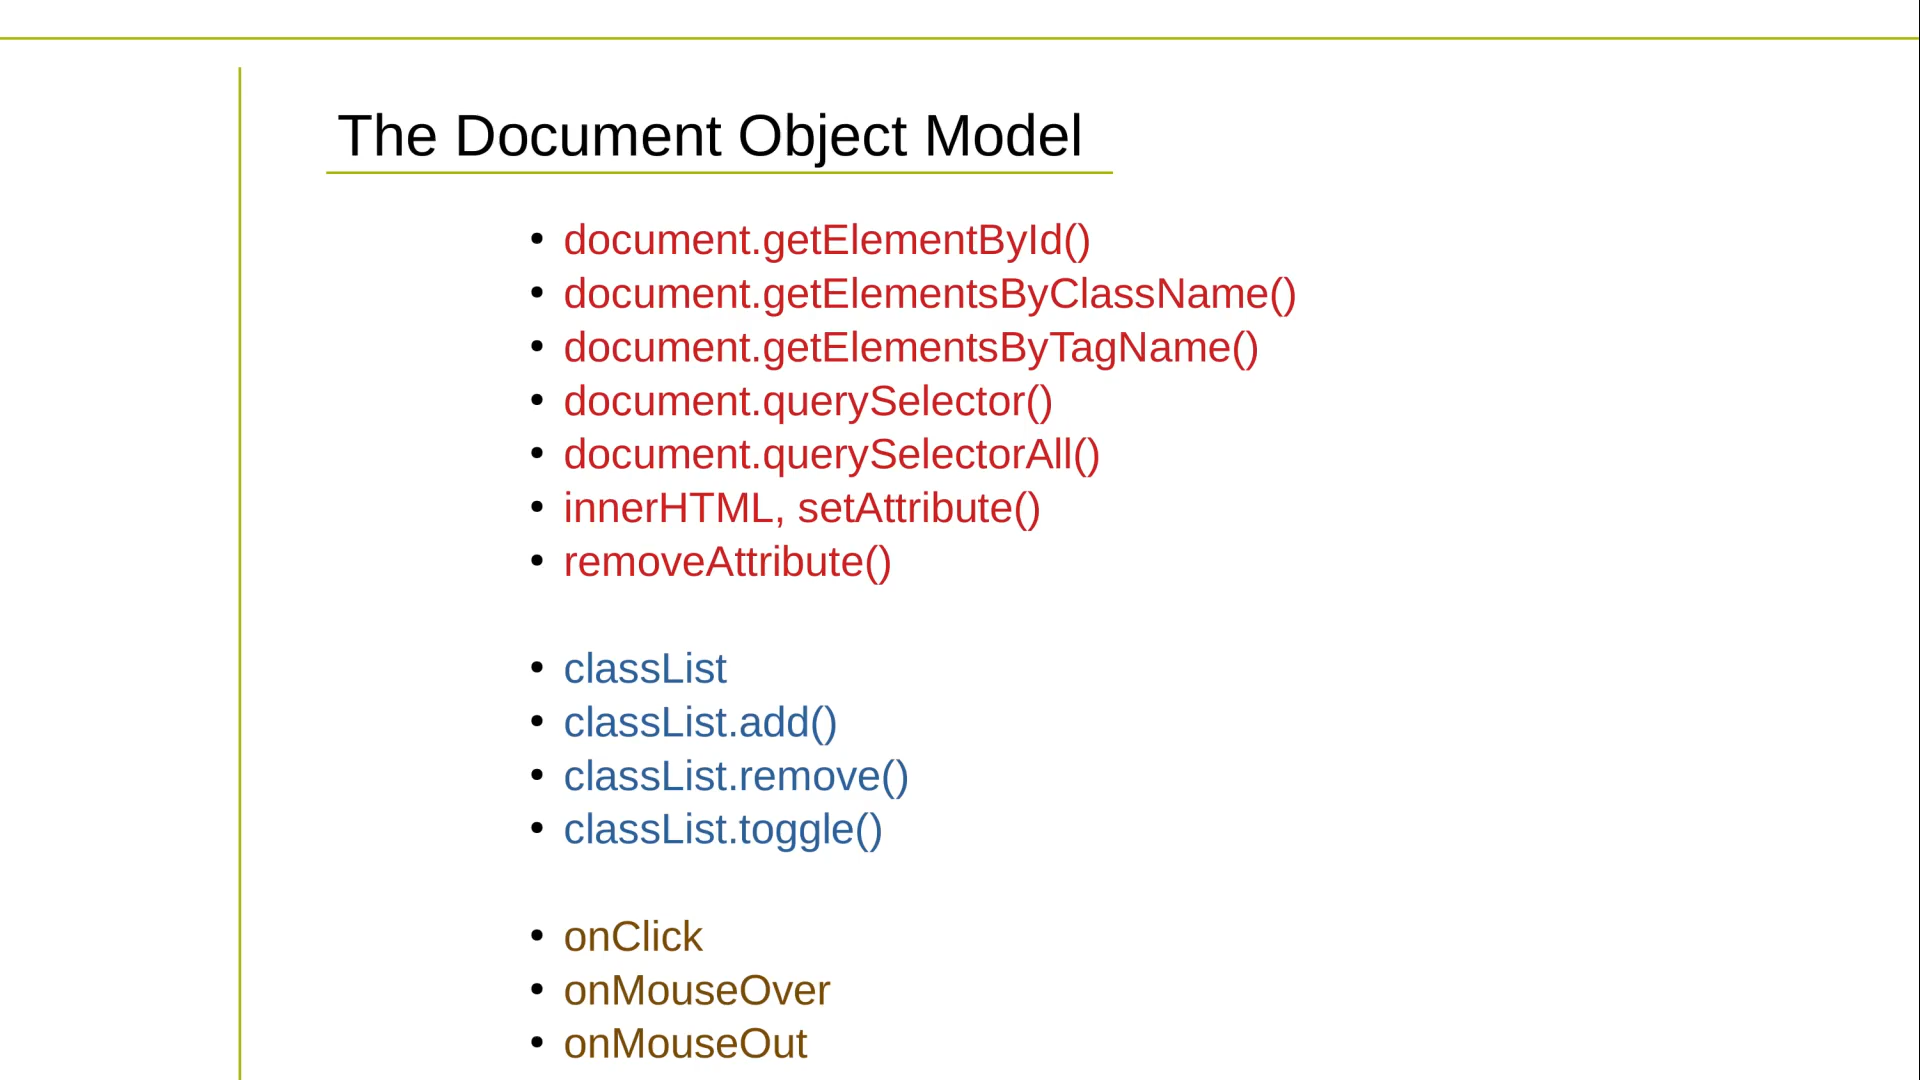 The Document Object Model
• document.getElementById()
• document.getElementsByClassName()
• document.getElementsByTagName()
• document.querySelector()
• document.querySelectorAll()
• innerHTML, setAttribute()
• removeAttribute()
• classList
• classList.add()
• classList.remove()
• classList.toggle()
• onClick
• onMouseOver
• onMouseOut